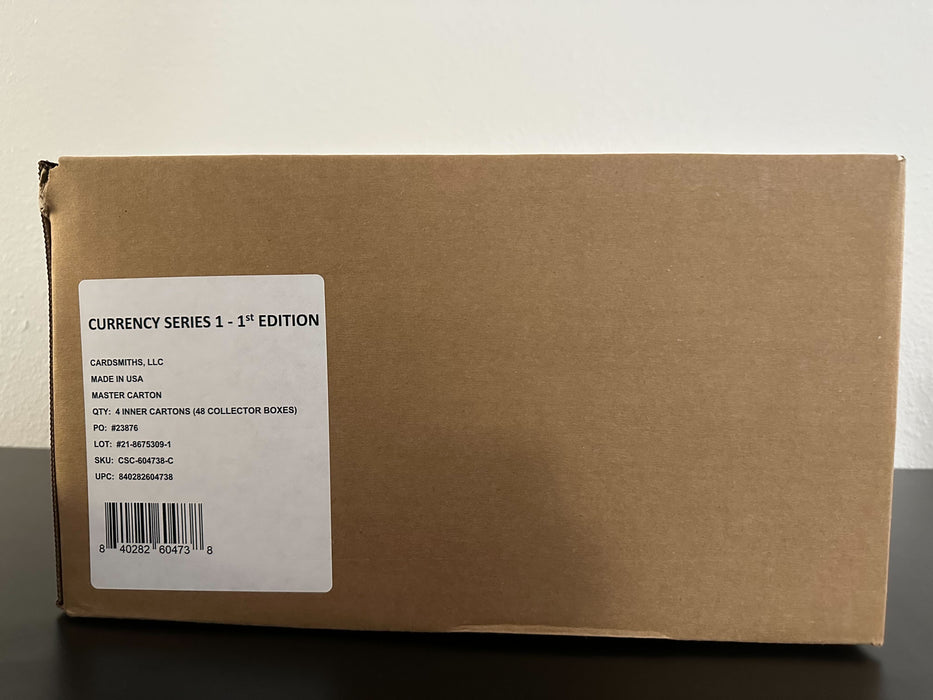 CURRENCY SERIES 1 - 1st EDITION
CARDSMITHS, LLC
MADE IN USA
MASTER CARTON
QTY: 4 INNER CARTONS (48 COLLECTOR BOXES)
PO: #23876
LOT: #21-8675309-1
SKU: CSC-604738-C
UPC: 840282604738
8 40282 60473 8